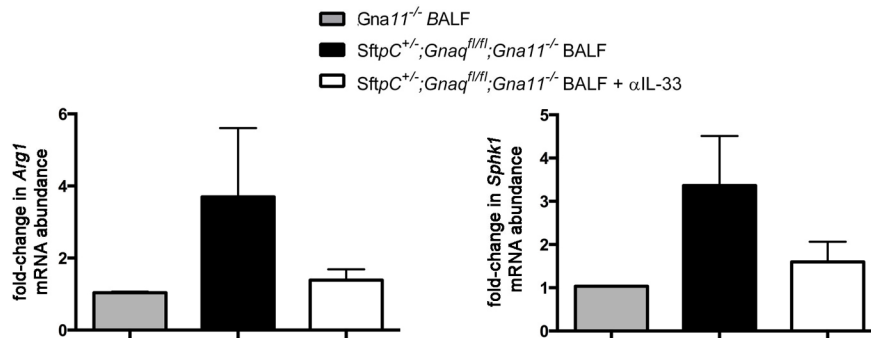 Gna11-/- BALF
SftpC+/-;Gnaqfl/fl;Gna11-/- BALF
SftpC+/-;Gnaqfl/fl;Gna11-/- BALF + αIL-33
fold-change in Arg1
mRNA abundance
6
4
2
0
fold-change in Sphk1
mRNA abundance
5
4
3
2
1
0